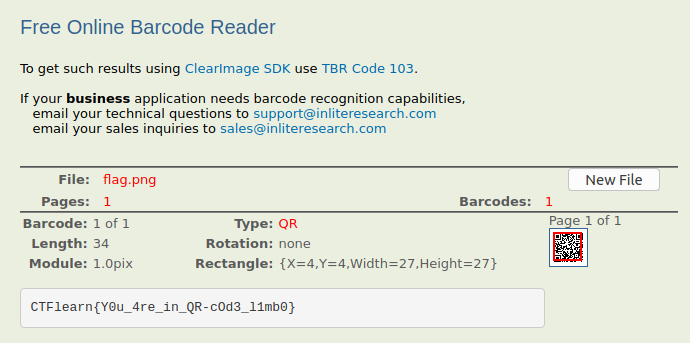 Free Online Barcode Reader
To get such results using ClearImage SDK use TBR Code 103.
If your business application needs barcode recognition capabilities,
email your technical questions to support@inliteresearch.com
email your sales inquiries to sales@inliteresearch.com
File: flag.png New File
Pages: 1 Barcodes: 1
Barcode: 1 of 1 Type: QR Page 1 of 1
Length: 34 Rotation: none
Module: 1.0pix Rectangle: {X=4,Y=4,Width=27,Height=27}
CTFlearn{Y0u_4re_in_QR-cOd3_l1mb0}